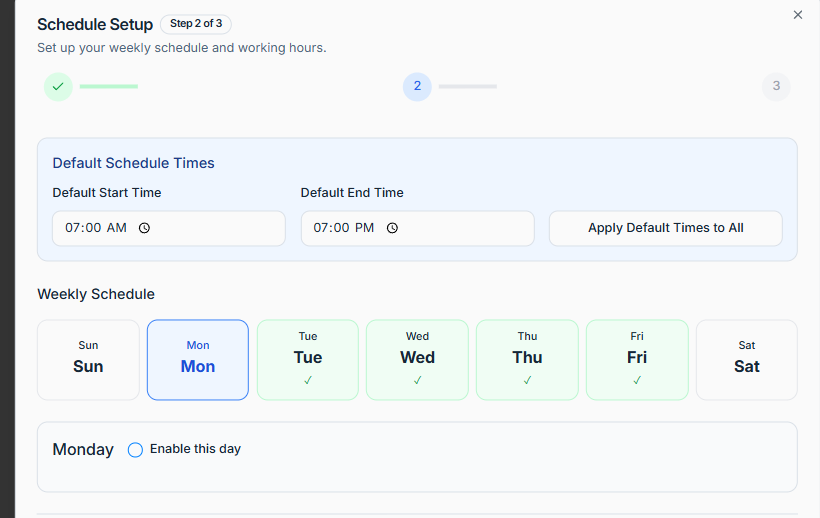 Schedule Setup Step 2 of 3
Set up your weekly schedule and working hours.
2 3
Default Schedule Times
Default Start Time Default End Time
07:00 AM 07:00 PM Apply Default Times to All
Weekly Schedule
Sun Mon Tue Wed Thu Fri Sat
Sun Mon Tue Wed Thu Fri Sat
✓ ✓ ✓ ✓
Monday Enable this day